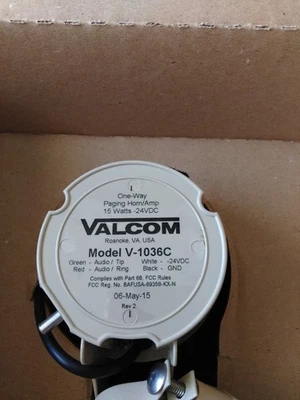 One-Way
Paging Horn/Amp
15 Watts -24VDC
VALCOM
Roanoke, VA. USA
Model V-1036C
Green - Audio / Tip White - -24VDC
Red - Audio / Ring Black - GND
Complies with Part 68, FCC Rules
FCC Reg. No. BAFUSA-69359-KX-N
06-May-15
Rev 2